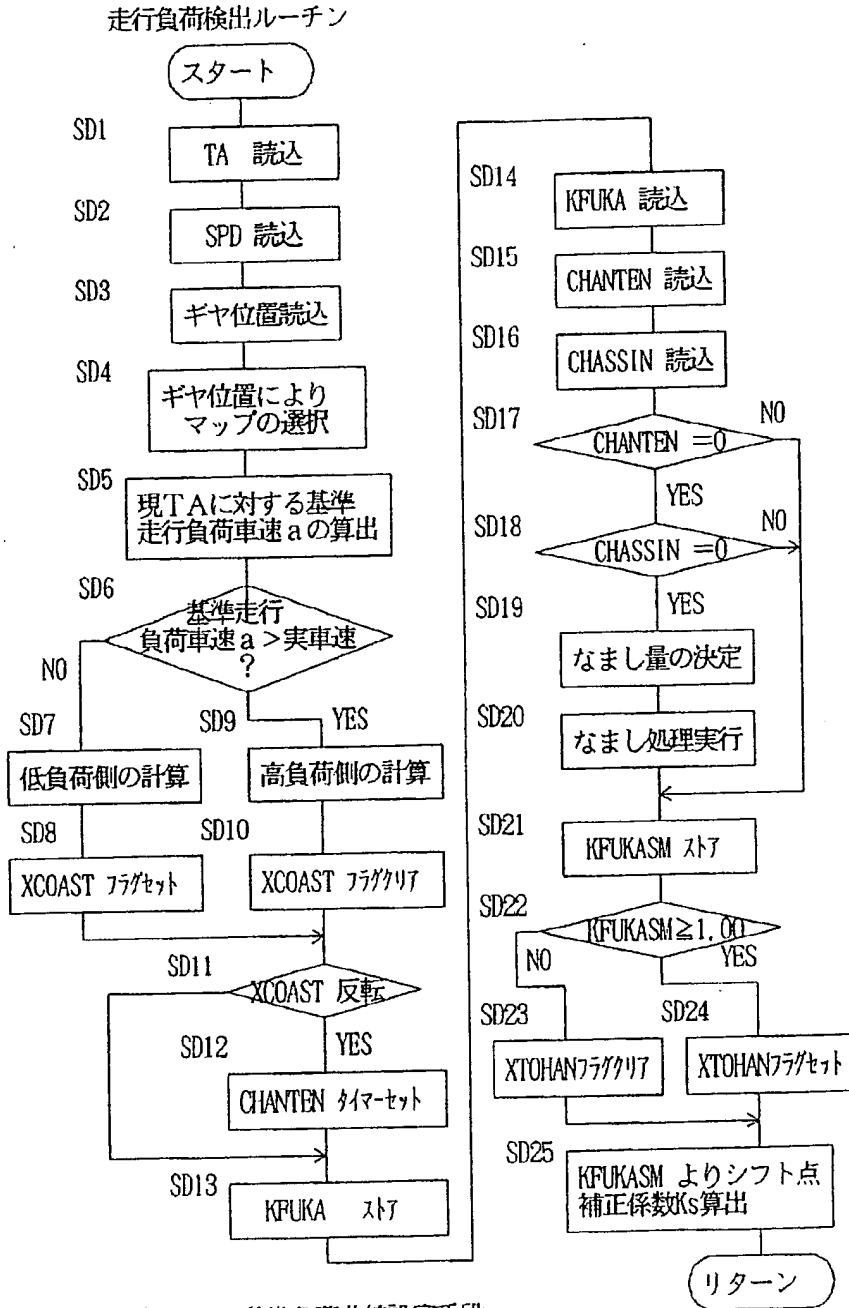 走行負荷検出ルーチン
スタート
SD1
TA 読込
SD2
SPD 読込
SD3
ギヤ位置読込
SD4
ギヤ位置により
マップの選択
SD5
現TAに対する基準
走行負荷車速aの算出
SD6
基準走行
負荷車速a>実車速
?
NO
SD7
SD9
YES
低負荷側の計算
高負荷側の計算
SD8
SD10
XCOAST フラグセット
XCOAST フラグクリア
SD11
XCOAST 反転
SD12
YES
CHANTEN タイマーセット
SD13
KFUKA ストア
SD14
KFUKA 読込
SD15
CHANTEN 読込
SD16
CHASSIN 読込
SD17
NO
CHANTEN =0
YES
SD18
NO
CHASSIN =0
SD19
YES
なまし量の決定
SD20
なまし処理実行
SD21
KFUKASM ストア
SD22
KFUKASM≧1.00
NO
YES
SD23
SD24
XTOHANフラグクリア
XTOHANフラグセット
SD25
KFUKASM よりシフト点
補正係数Ks算出
リターン